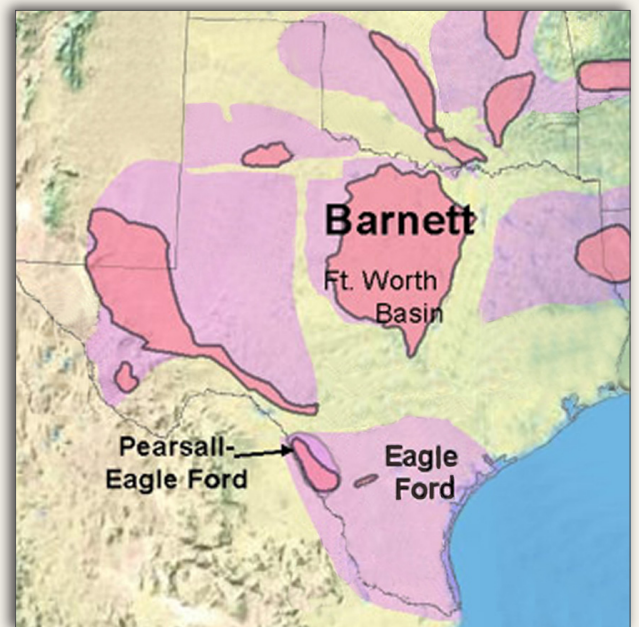 Barnett
Ft. Worth
Basin
Pearsall-
Eagle Ford
Eagle
Ford